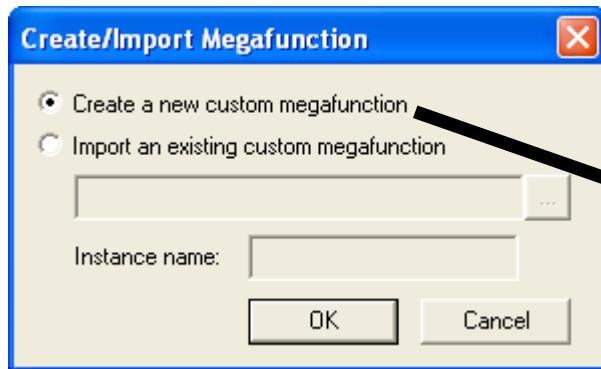 Create/Import Megafunction
Create a new custom megafunction
Import an existing custom megafunction
...
Instance name:
OK
Cancel